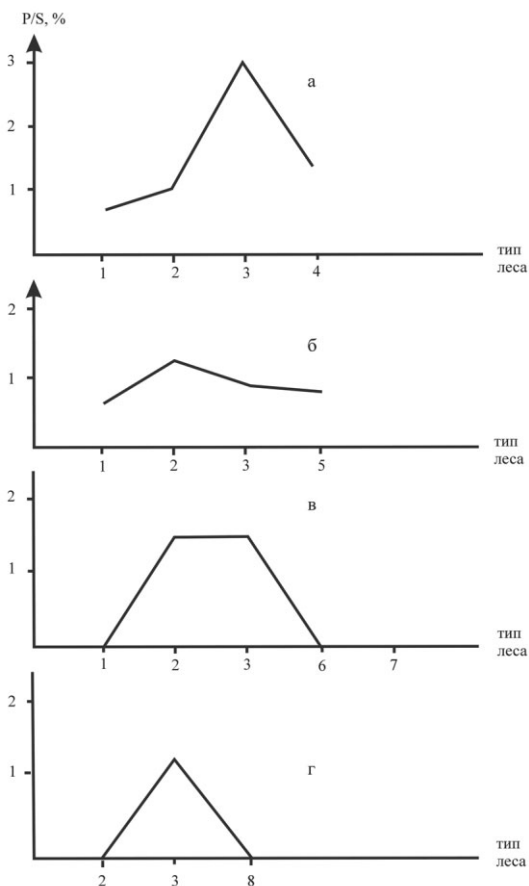 P/S, %
3
а
2
1
тип
леса
1 2 3 4
2
б
1
тип
леса
1 2 3 5
2
в
1
тип
леса
1 2 3 6 7
2
г
1
тип
леса
2 3 8